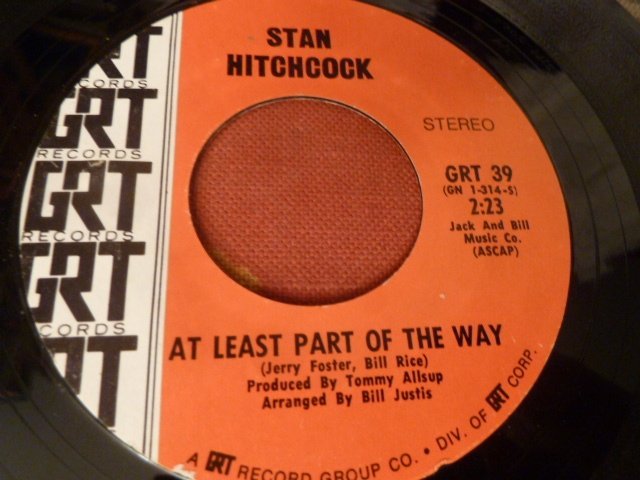 STAN
HITCHCOCK
STEREO
GRT 39
(GN 1-314-S)
2:23
Jack And Bill
Music Co.
(ASCAP)
GRT
RECORDS
GRT
RECORDS
GRT
RECORDS
GRT
RECORDS
AT LEAST PART OF THE WAY
(Jerry Foster, Bill Rice)
Produced By Tommy Allsup
Arranged By Bill Justis
A GRT RECORD GROUP CO. • DIV. OF GRT CORP.